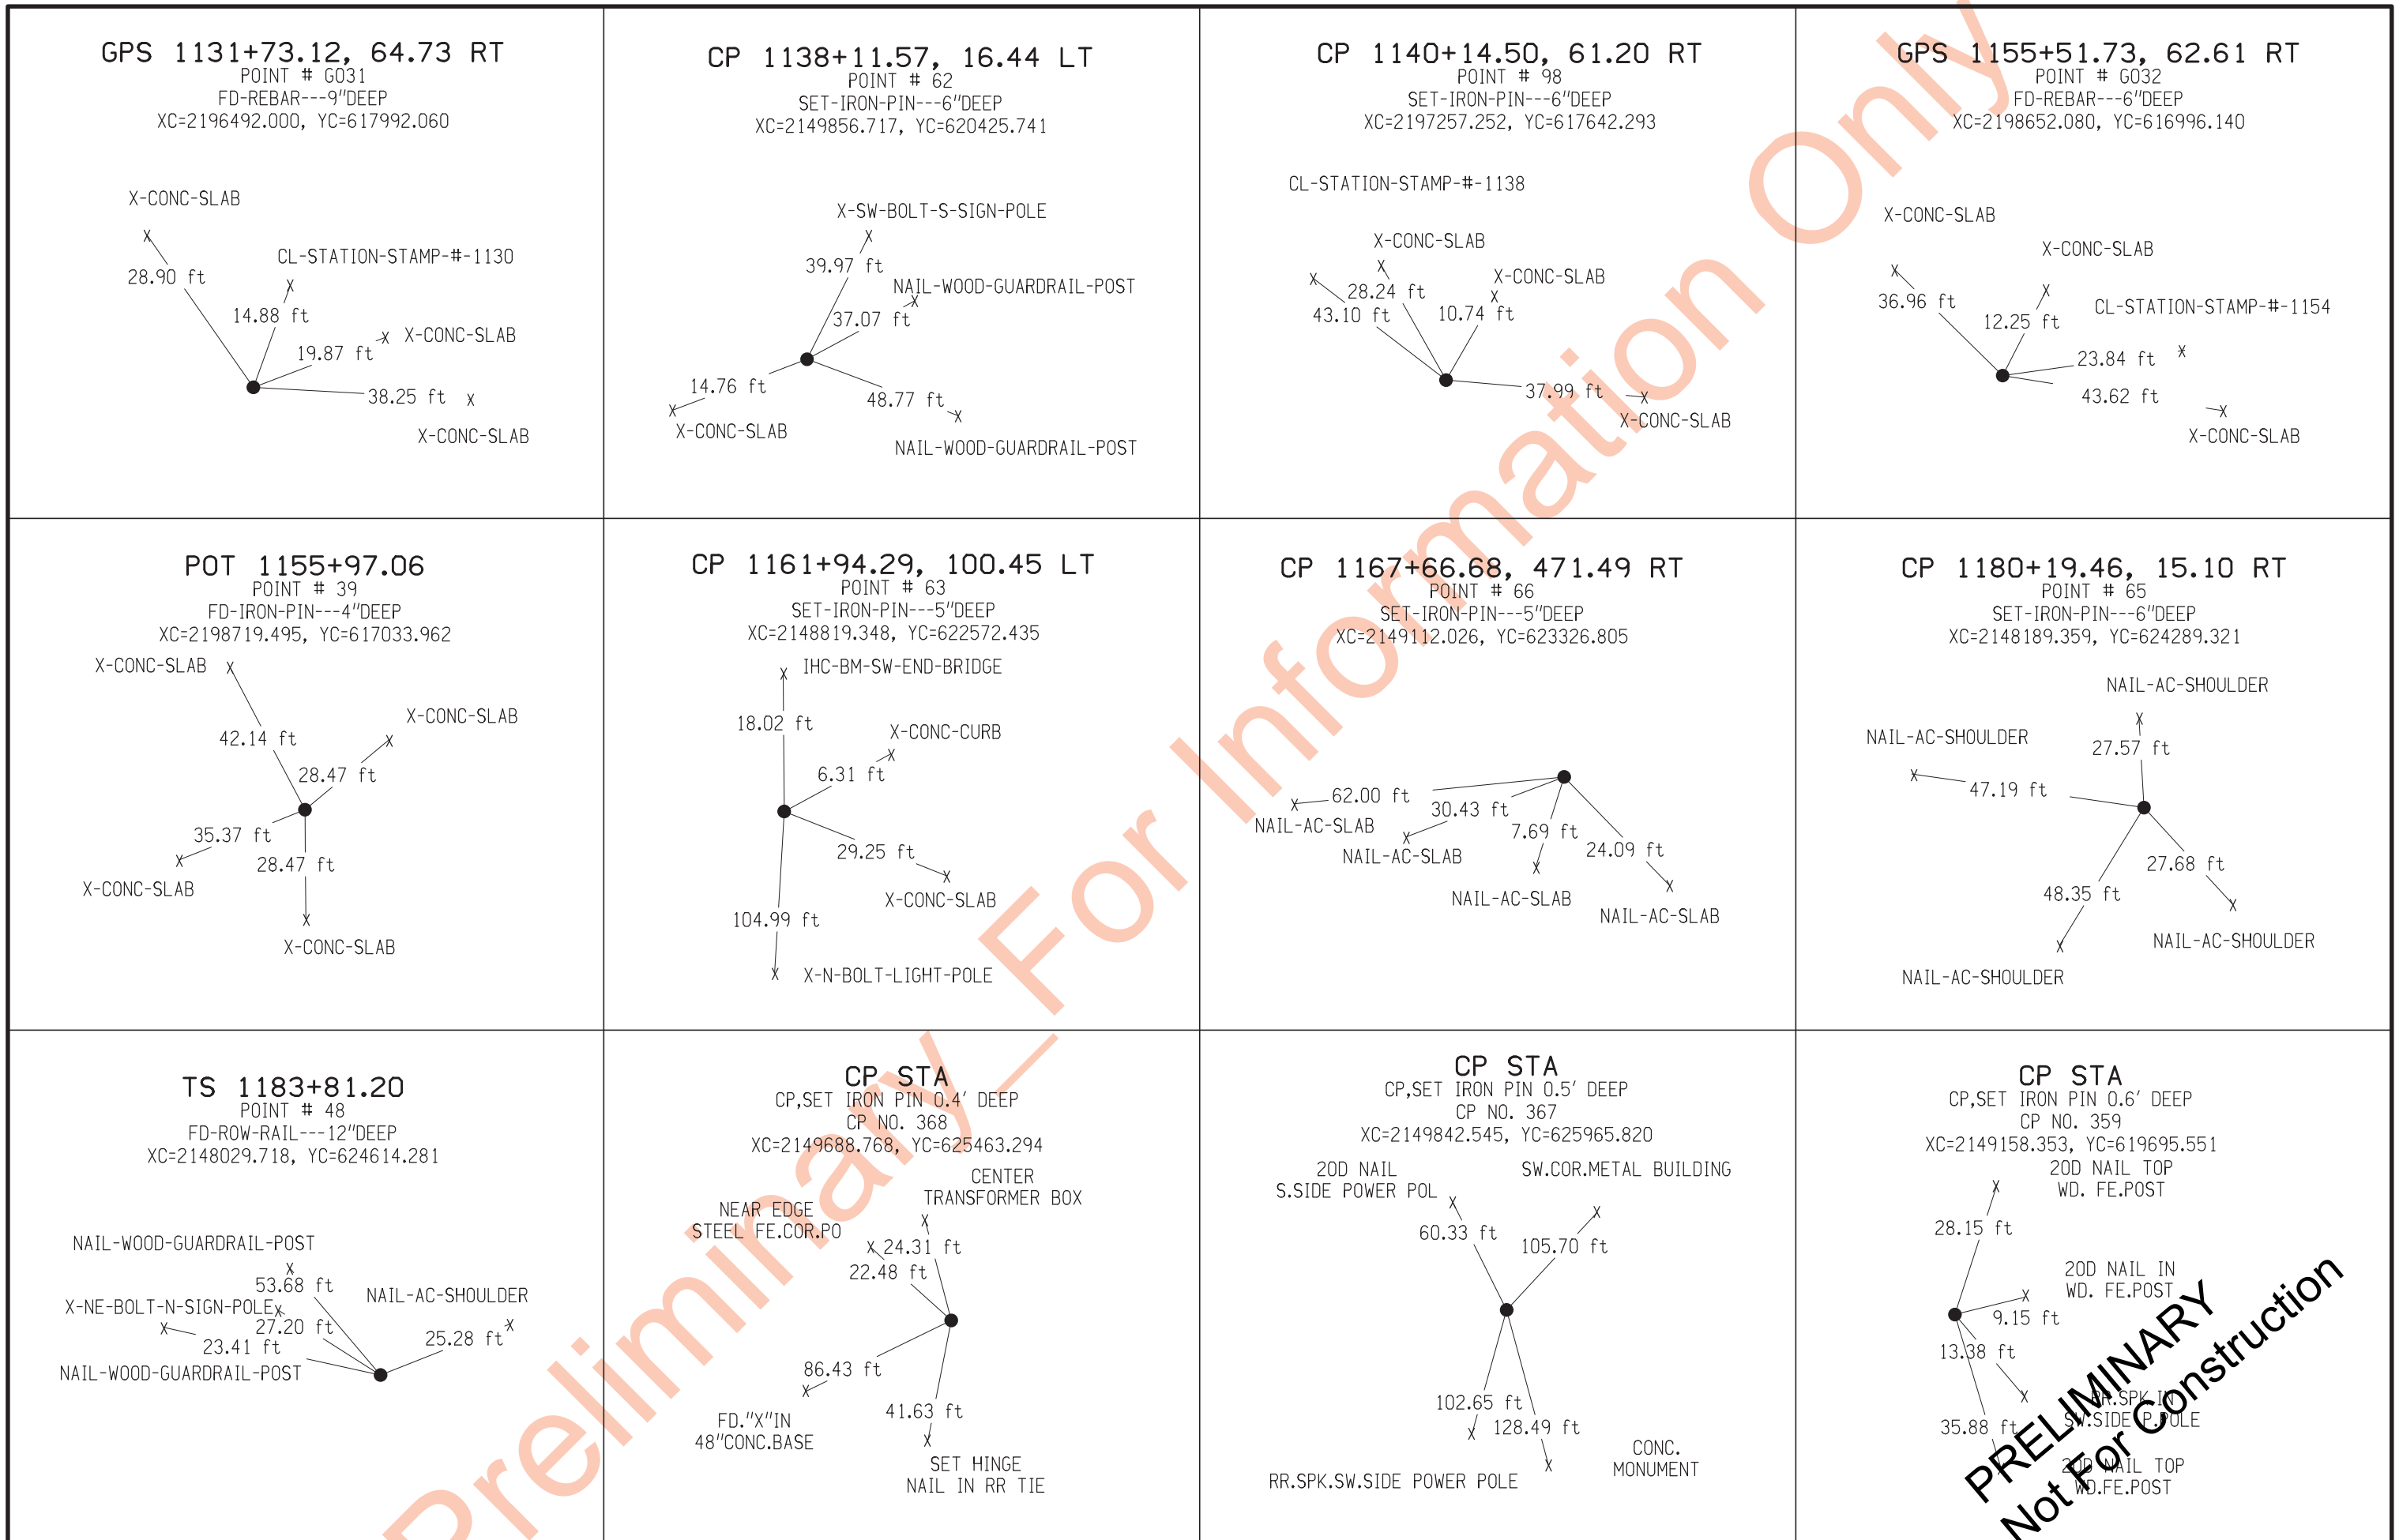 GPS 1131+73.12, 64.73 RT
POINT # G031
FD-REBAR---9"DEEP
XC=2196492.000, YC=617992.060
X-CONC-SLAB
28.90 ft
CL-STATION-STAMP-#-1130
14.88 ft
19.87 ft
X-CONC-SLAB
38.25 ft
X-CONC-SLAB
CP 1138+11.57, 16.44 LT
POINT # 62
SET-IRON-PIN---6"DEEP
XC=2149856.717, YC=620425.741
X-SW-BOLT-S-SIGN-POLE
39.97 ft
NAIL-WOOD-GUARDRAIL-POST
37.07 ft
14.76 ft
X-CONC-SLAB
48.77 ft
NAIL-WOOD-GUARDRAIL-POST
CP 1140+14.50, 61.20 RT
POINT # 98
SET-IRON-PIN---6"DEEP
XC=2197257.252, YC=617642.293
CL-STATION-STAMP-#-1138
X-CONC-SLAB
X-CONC-SLAB
28.24 ft
43.10 ft
10.74 ft
37.99 ft
X-CONC-SLAB
GPS 1155+51.73, 62.61 RT
POINT # G032
FD-REBAR---6"DEEP
XC=2198652.080, YC=616996.140
X-CONC-SLAB
X-CONC-SLAB
36.96 ft
12.25 ft
CL-STATION-STAMP-#-1154
23.84 ft
43.62 ft
X-CONC-SLAB
POT 1155+97.06
POINT # 39
FD-IRON-PIN---4"DEEP
XC=2198719.495, YC=617033.962
X-CONC-SLAB
X-CONC-SLAB
42.14 ft
28.47 ft
35.37 ft
28.47 ft
X-CONC-SLAB
X-CONC-SLAB
CP 1161+94.29, 100.45 LT
POINT # 63
SET-IRON-PIN---5"DEEP
XC=2148819.348, YC=622572.435
IHC-BM-SW-END-BRIDGE
18.02 ft
X-CONC-CURB
6.31 ft
29.25 ft
X-CONC-SLAB
104.99 ft
X-N-BOLT-LIGHT-POLE
CP 1167+66.68, 471.49 RT
POINT # 66
SET-IRON-PIN---5"DEEP
XC=2149112.026, YC=623326.805
62.00 ft
30.43 ft
NAIL-AC-SLAB
7.69 ft
NAIL-AC-SLAB
24.09 ft
NAIL-AC-SLAB
NAIL-AC-SLAB
CP 1180+19.46, 15.10 RT
POINT # 65
SET-IRON-PIN---6"DEEP
XC=2148189.359, YC=624289.321
NAIL-AC-SHOULDER
NAIL-AC-SHOULDER
27.57 ft
47.19 ft
27.68 ft
48.35 ft
NAIL-AC-SHOULDER
NAIL-AC-SHOULDER
TS 1183+81.20
POINT # 48
FD-ROW-RAIL---12"DEEP
XC=2148029.718, YC=624614.281
NAIL-WOOD-GUARDRAIL-POST
53.68 ft
NAIL-AC-SHOULDER
X-NE-BOLT-N-SIGN-POLE
27.20 ft
25.28 ft
23.41 ft
NAIL-WOOD-GUARDRAIL-POST
CP STA
CP,SET IRON PIN 0.4' DEEP
CP NO. 368
XC=2149688.768, YC=625463.294
CENTER
TRANSFORMER BOX
NEAR EDGE
STEEL FE.COR.PO
24.31 ft
22.48 ft
86.43 ft
41.63 ft
FD."X"IN
48"CONC.BASE
SET HINGE
NAIL IN RR TIE
CP STA
CP,SET IRON PIN 0.5' DEEP
CP NO. 367
XC=2149842.545, YC=625965.820
20D NAIL
S.SIDE POWER POL
SW.COR.METAL BUILDING
60.33 ft
105.70 ft
102.65 ft
128.49 ft
CONC.
MONUMENT
RR.SPK.SW.SIDE POWER POLE
CP STA
CP,SET IRON PIN 0.6' DEEP
CP NO. 359
XC=2149158.353, YC=619695.551
20D NAIL TOP
WD. FE.POST
28.15 ft
20D NAIL IN
WD. FE.POST
9.15 ft
13.38 ft
RR.SPK.IN
SW.SIDE P.POLE
35.88 ft
20D NAIL TOP
WD.FE.POST
PRELIMINARY
Not For Construction
Preliminary_For Information Only